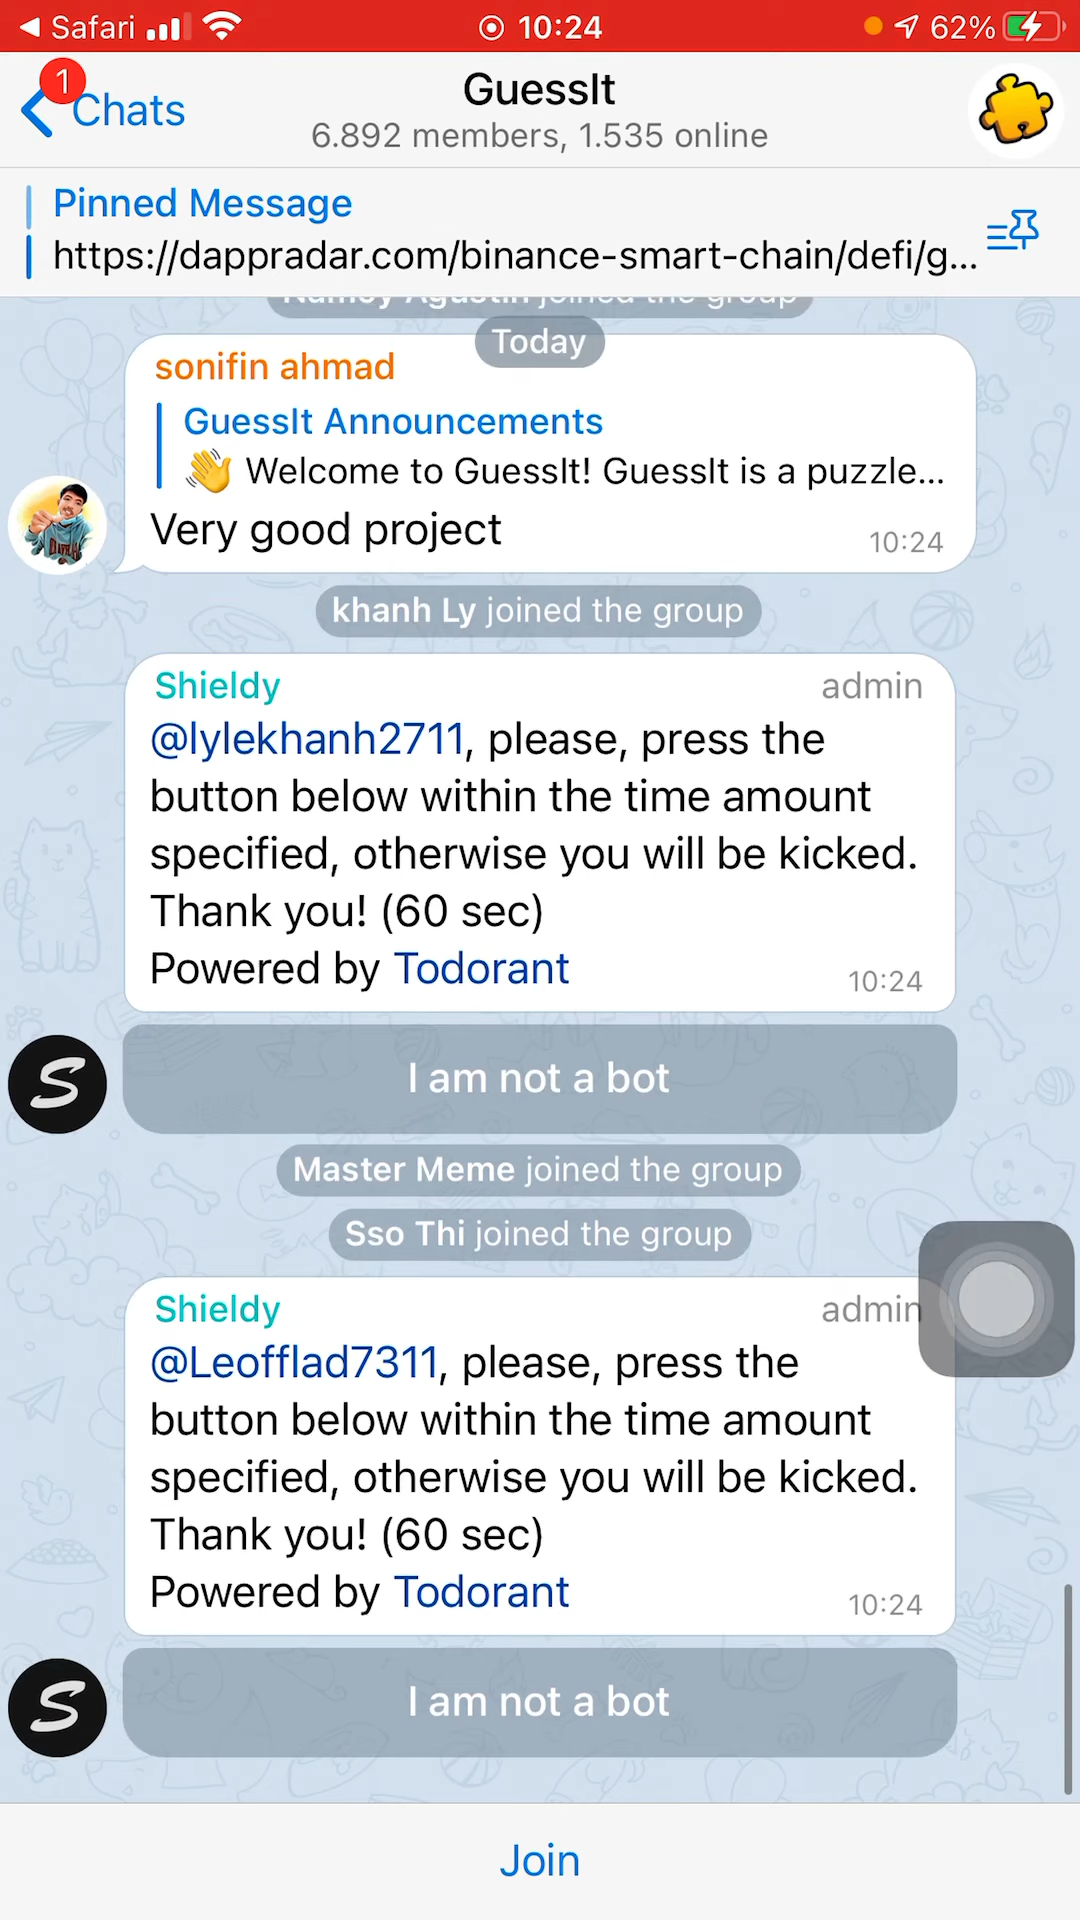 Safari 10:24 62%
1
Chats
GuessIt
6.892 members, 1.535 online
Pinned Message
https://dappradar.com/binance-smart-chain/defi/g...
joined the group
Today
sonifin ahmad
GuessIt Announcements
👋 Welcome to GuessIt! GuessIt is a puzzle...
Very good project
10:24
khanh Ly joined the group
Shieldy admin
@lylekhanh2711, please, press the
button below within the time amount
specified, otherwise you will be kicked.
Thank you! (60 sec)
Powered by Todorant
10:24
S
I am not a bot
Master Meme joined the group
Sso Thi joined the group
Shieldy admin
@Leofflad7311, please, press the
button below within the time amount
specified, otherwise you will be kicked.
Thank you! (60 sec)
Powered by Todorant
10:24
S
I am not a bot
Join